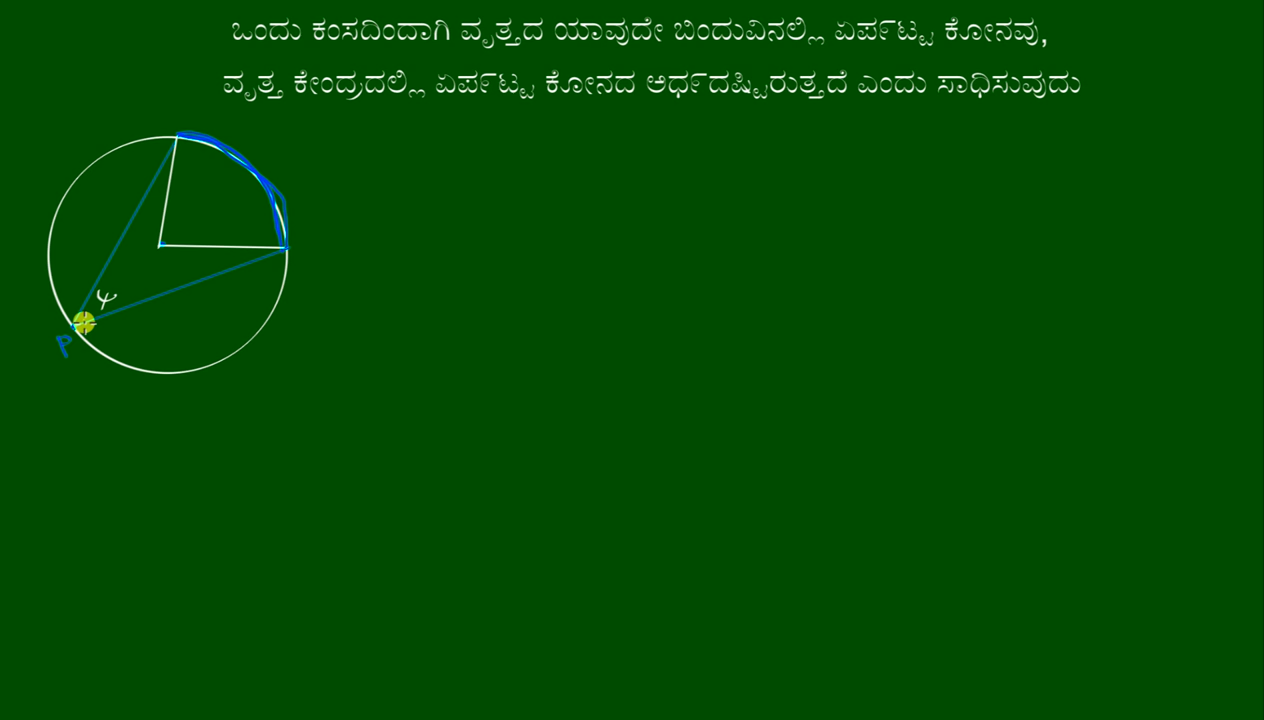 ಒಂದು ಕಂಸದಿಂದಾಗಿ ವೃತ್ತದ ಯಾವುದೇ ಬಿಂದುವಿನಲ್ಲಿ ಏರ್ಪಟ್ಟ ಕೋನವು,
ವೃತ್ತ ಕೇಂದ್ರದಲ್ಲಿ ಏರ್ಪಟ್ಟ ಕೋನದ ಅರ್ಧದಷ್ಟಿರುತ್ತದೆ ಎಂದು ಸಾಧಿಸುವುದು
ψ
P